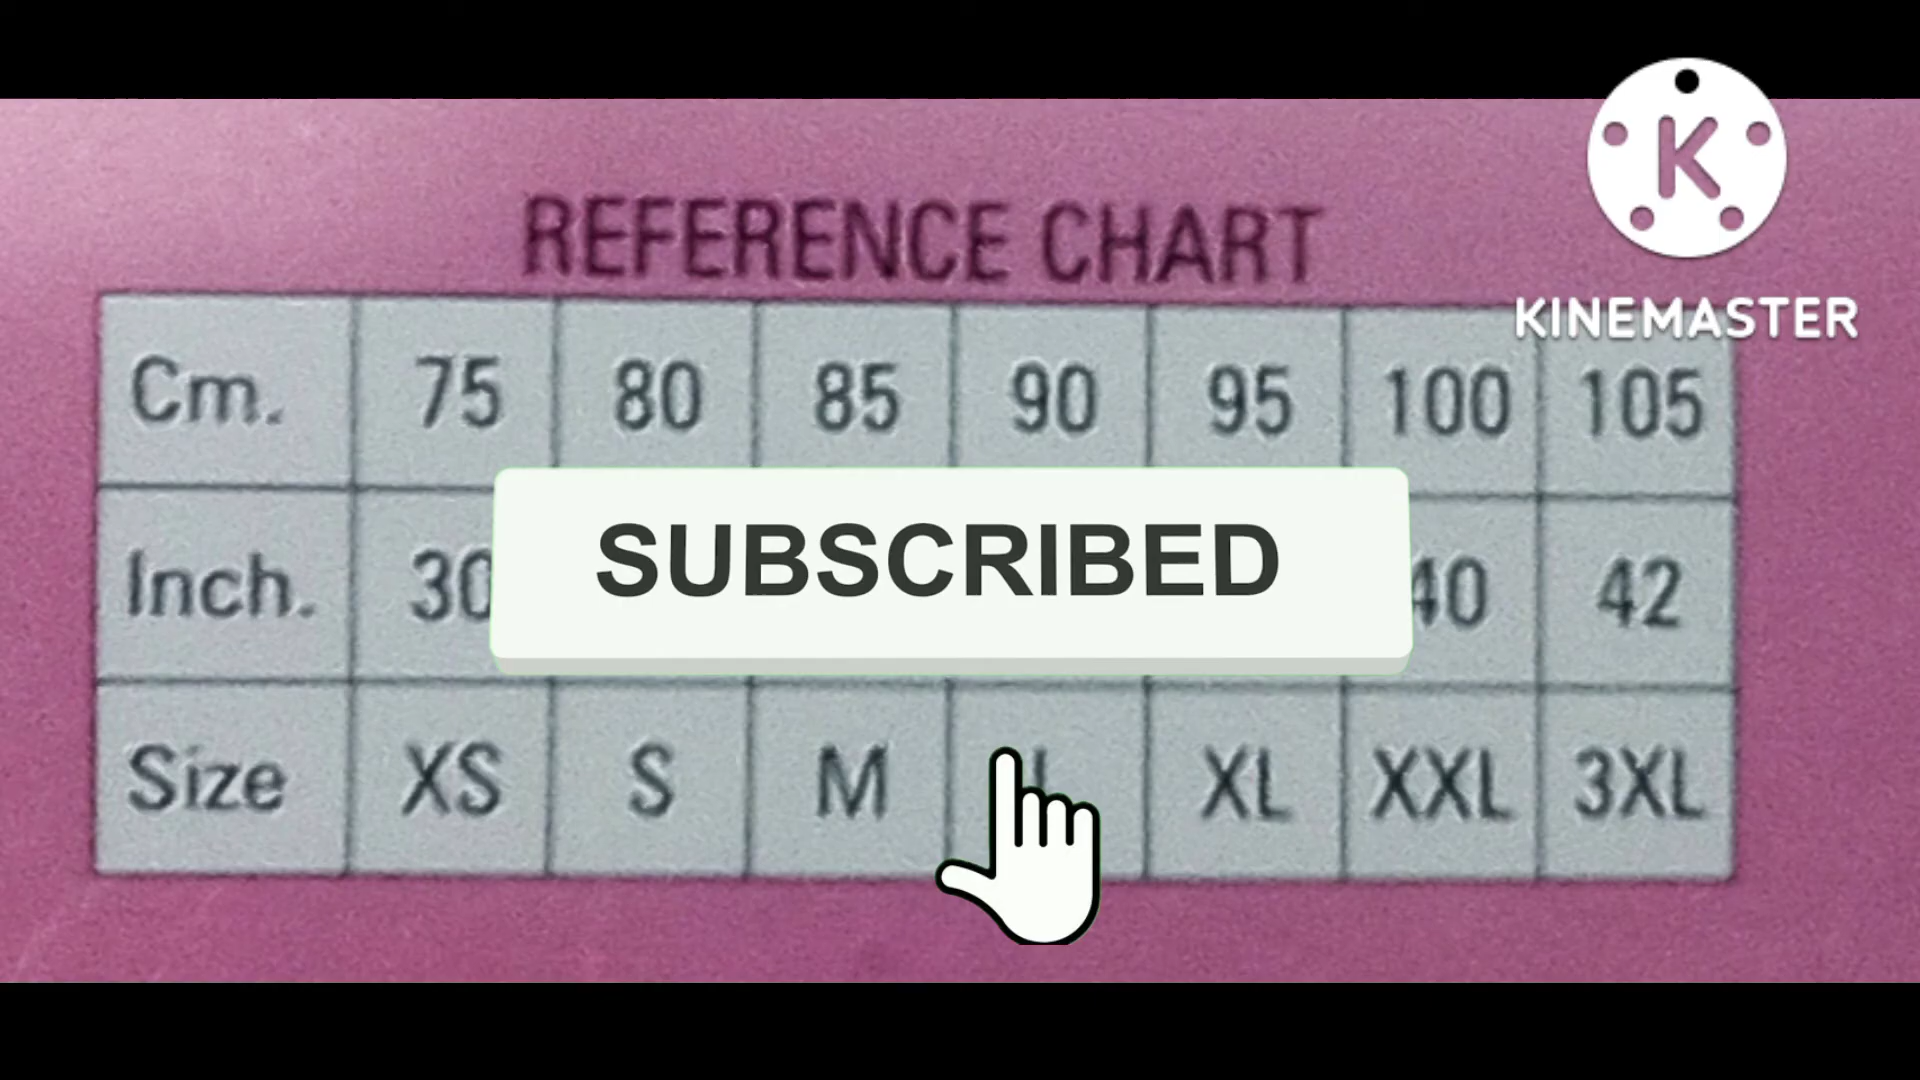 K
KINEMASTER
REFERENCE CHART
Cm. 75 80 85 90 95 100 105
Inch. 30 40 42
SUBSCRIBED
Size XS S M L XL XXL 3XL